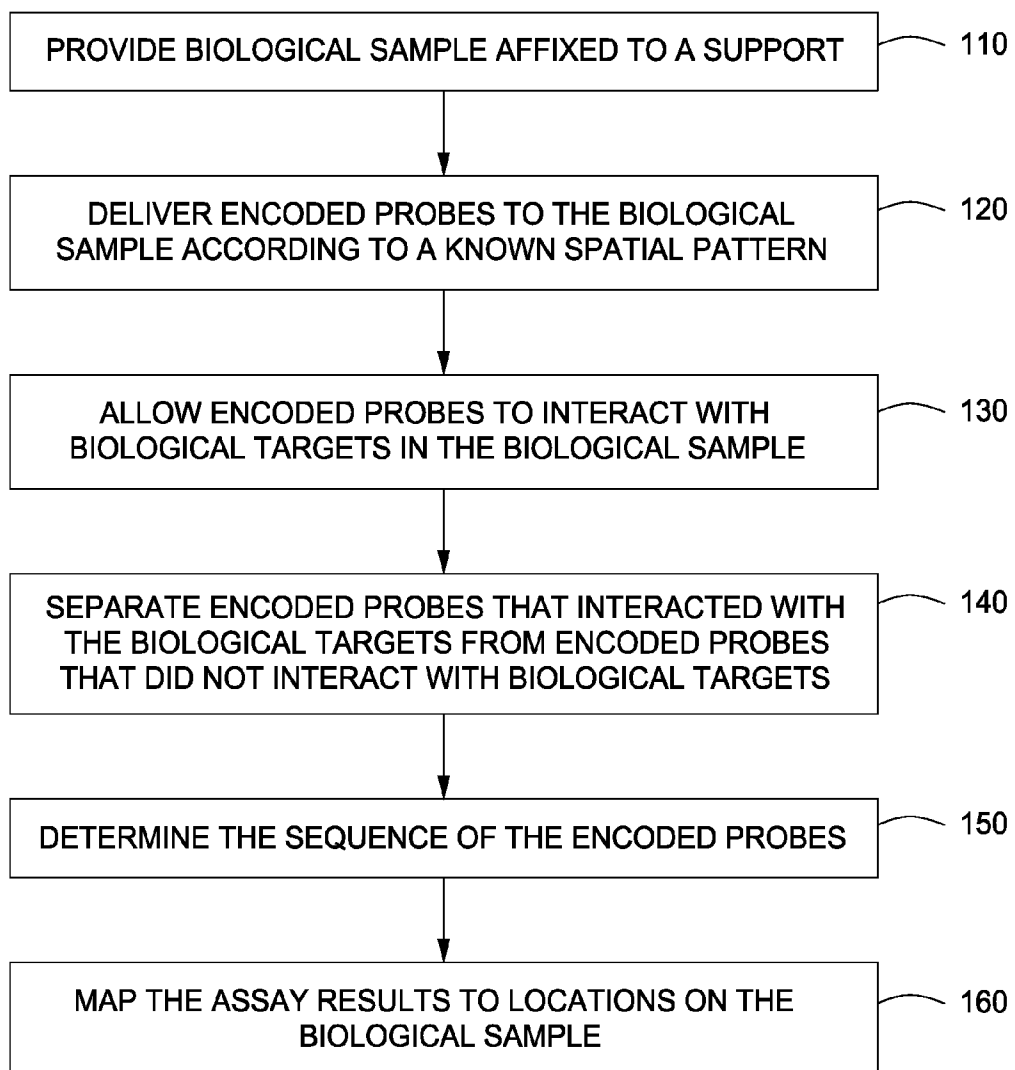 PROVIDE BIOLOGICAL SAMPLE AFFIXED TO A SUPPORT
110
DELIVER ENCODED PROBES TO THE BIOLOGICAL
SAMPLE ACCORDING TO A KNOWN SPATIAL PATTERN
120
ALLOW ENCODED PROBES TO INTERACT WITH
BIOLOGICAL TARGETS IN THE BIOLOGICAL SAMPLE
130
SEPARATE ENCODED PROBES THAT INTERACTED WITH
THE BIOLOGICAL TARGETS FROM ENCODED PROBES
THAT DID NOT INTERACT WITH BIOLOGICAL TARGETS
140
DETERMINE THE SEQUENCE OF THE ENCODED PROBES
150
MAP THE ASSAY RESULTS TO LOCATIONS ON THE
BIOLOGICAL SAMPLE
160